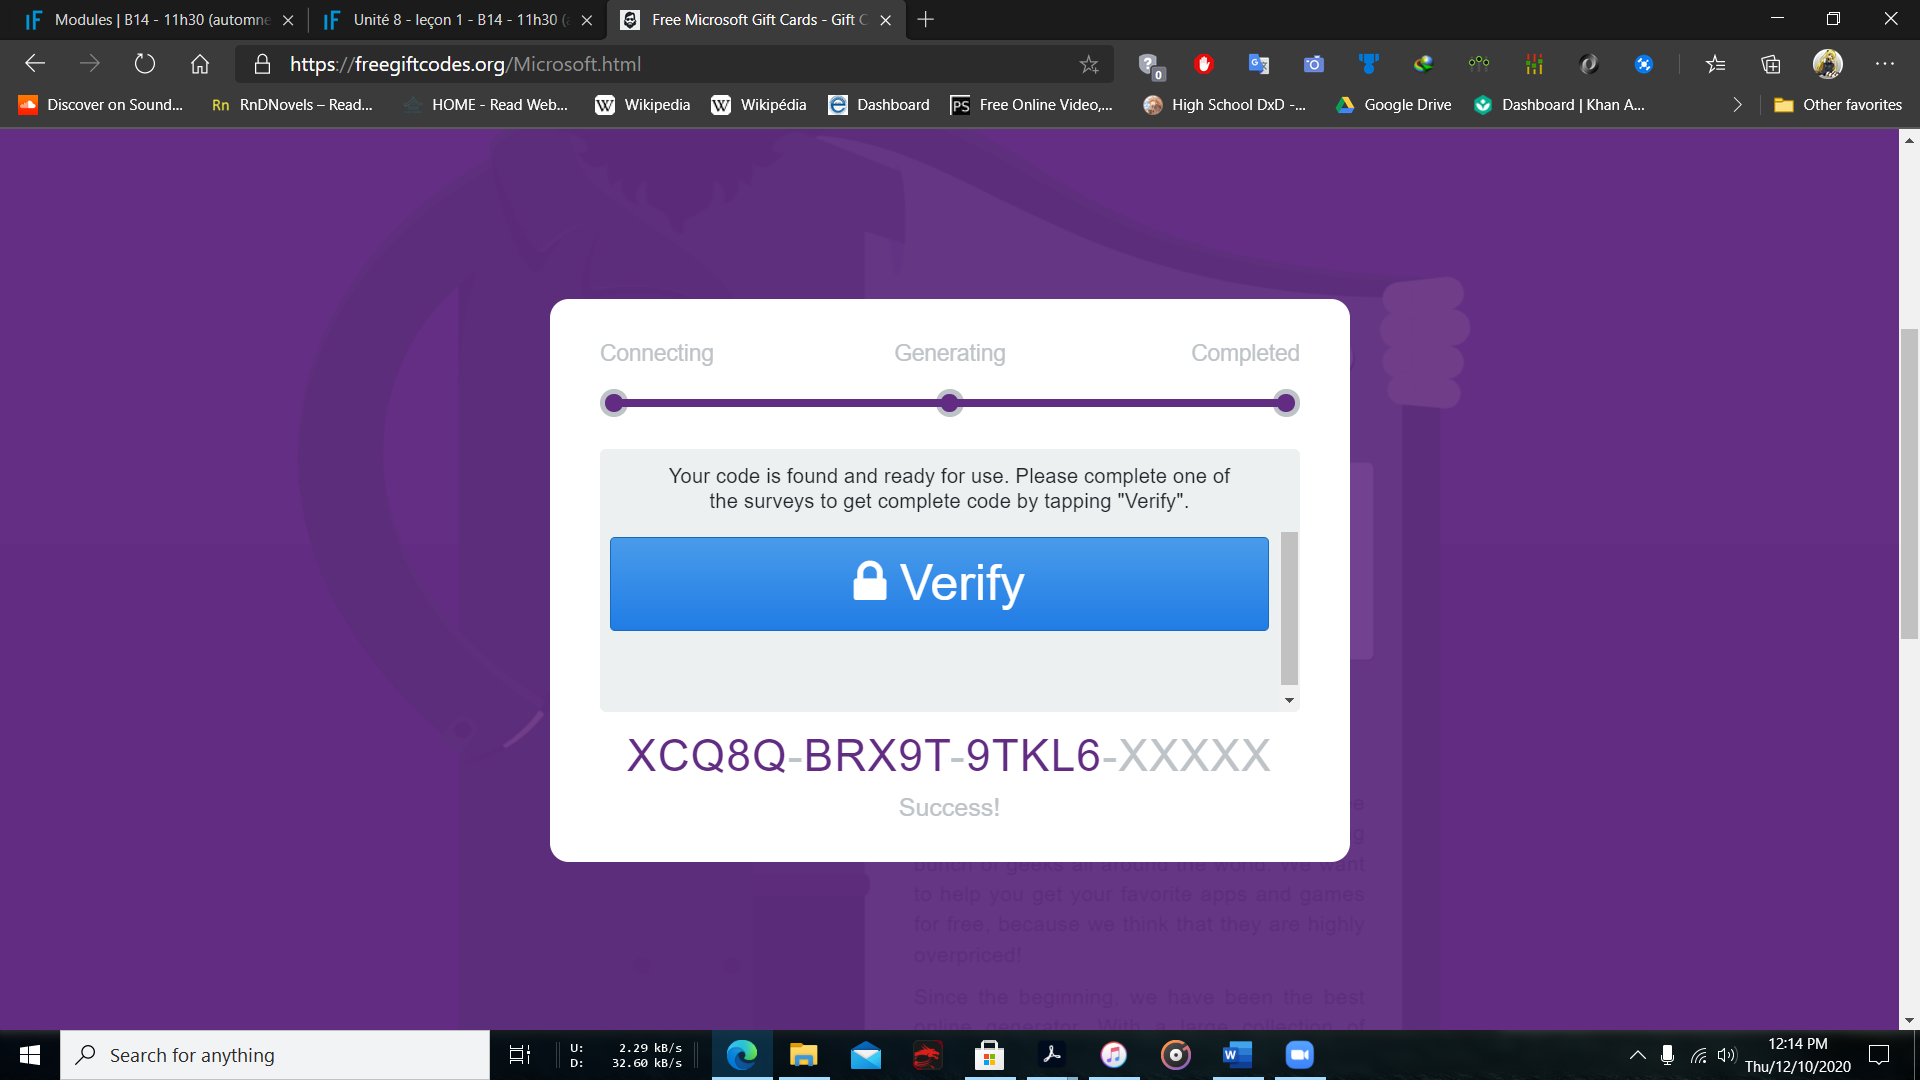 Modules | B14 - 11h30 (automne
Unité 8 - leçon 1 - B14 - 11h30 (
Free Microsoft Gift Cards - Gift C
https://freegiftcodes.org/Microsoft.html
0
Discover on Sound...
RnDNovels – Read...
HOME - Read Web...
Wikipedia
Wikipédia
Dashboard
Free Online Video,...
High School DxD -...
Google Drive
Dashboard | Khan A...
Other favorites
Connecting
Generating
Completed
Your code is found and ready for use. Please complete one of
the surveys to get complete code by tapping "Verify".
Verify
XCQ8Q-BRX9T-9TKL6-XXXXX
Success!
bunch of geeks all around the world. We want
to help you get your favorite apps and games
for free, because we think that they are highly
overpriced!
Since the beginning, we have been the best
online generator. With a large collection of
Search for anything
U: 2.29 kB/s
D: 32.60 kB/s
12:14 PM
Thu/12/10/2020